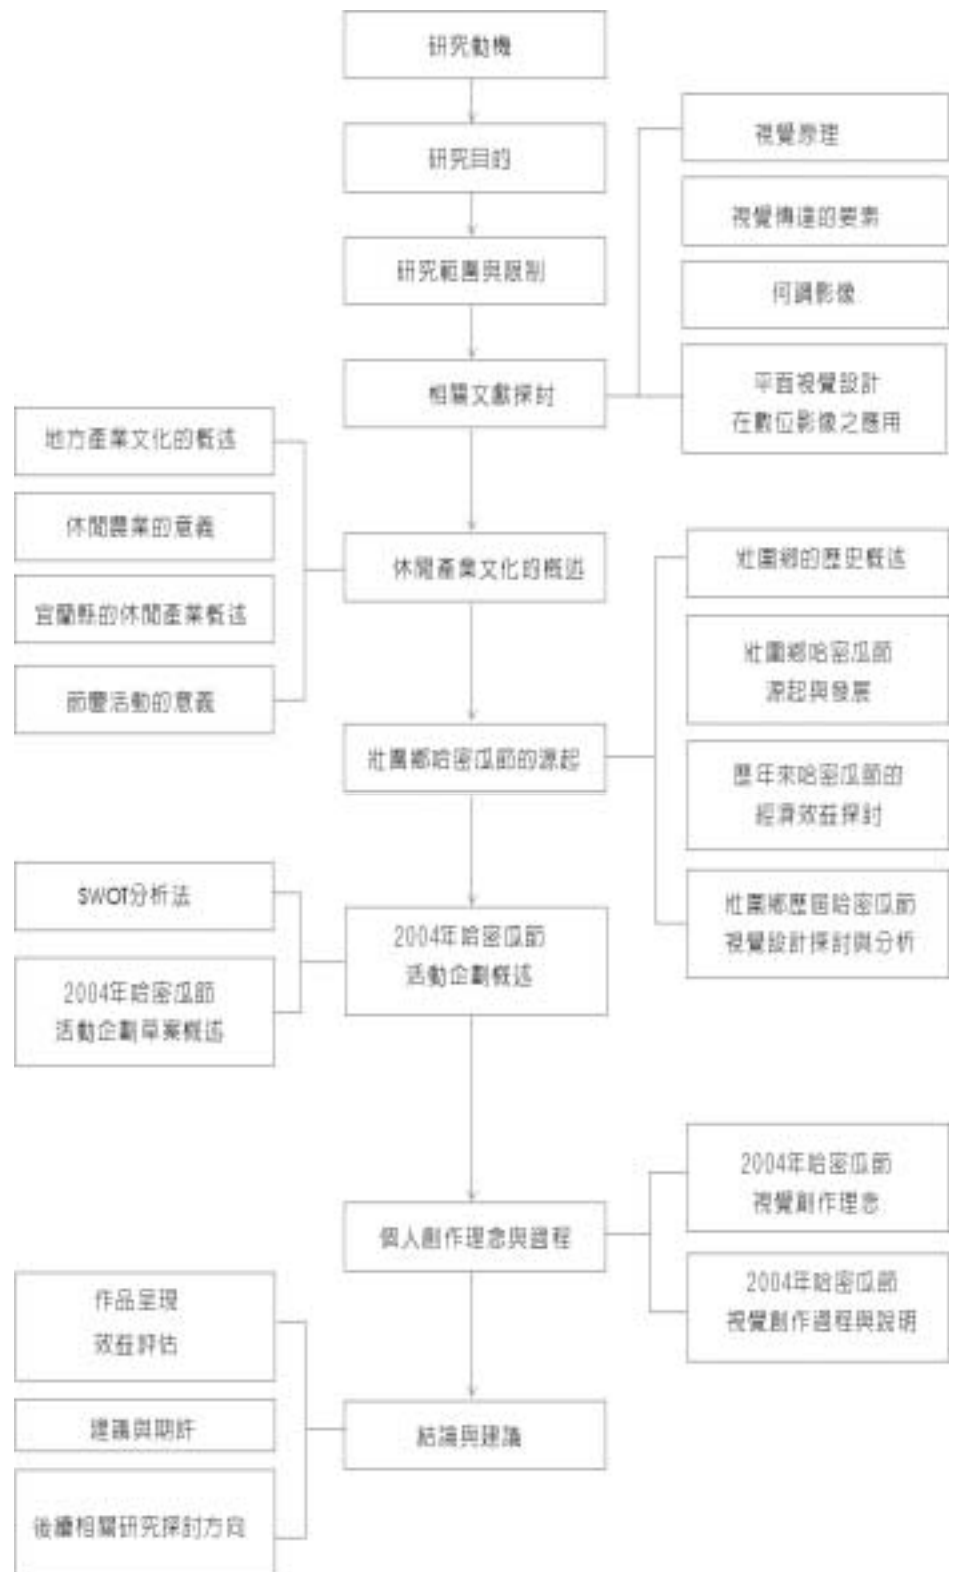 研究動機
研究目的
研究範圍與限制
相關文獻探討
視覺原理
視覺傳達的要素
何謂影像
平面視覺設計
在數位影像之應用
休閒產業文化的概述
地方產業文化的概述
休閒農業的意義
宜蘭縣的休閒產業概述
節慶活動的意義
壯圍鄉哈密瓜節的源起
壯圍鄉的歷史概述
壯圍鄉哈密瓜節
源起與發展
歷年來哈密瓜節的
經濟效益探討
壯圍鄉歷屆哈密瓜節
視覺設計探討與分析
2004年哈密瓜節
活動企劃概述
SWOT分析法
2004年哈密瓜節
活動企劃草案概述
個人創作理念與過程
2004年哈密瓜節
視覺創作理念
2004年哈密瓜節
視覺創作過程與說明
結論與建議
作品呈現
效益評估
建議與期許
後續相關研究探討方向